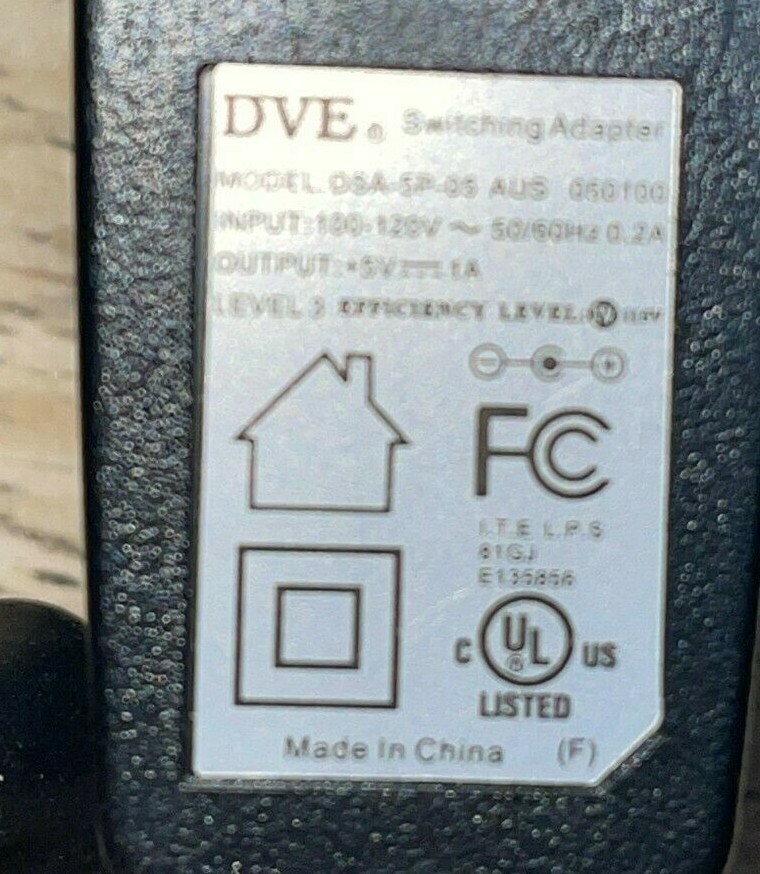 DVE® Switching Adapter
MODEL:DSA-5P-05 AUS 050100
INPUT:100-120V ~ 50/60Hz 0.2A
OUTPUT:+5V⎓1A
LEVEL 3 EFFICIENCY LEVEL
FC
I.T.E L.P.S
81GJ
E135856
C UL® US
LISTED
Made In China (F)